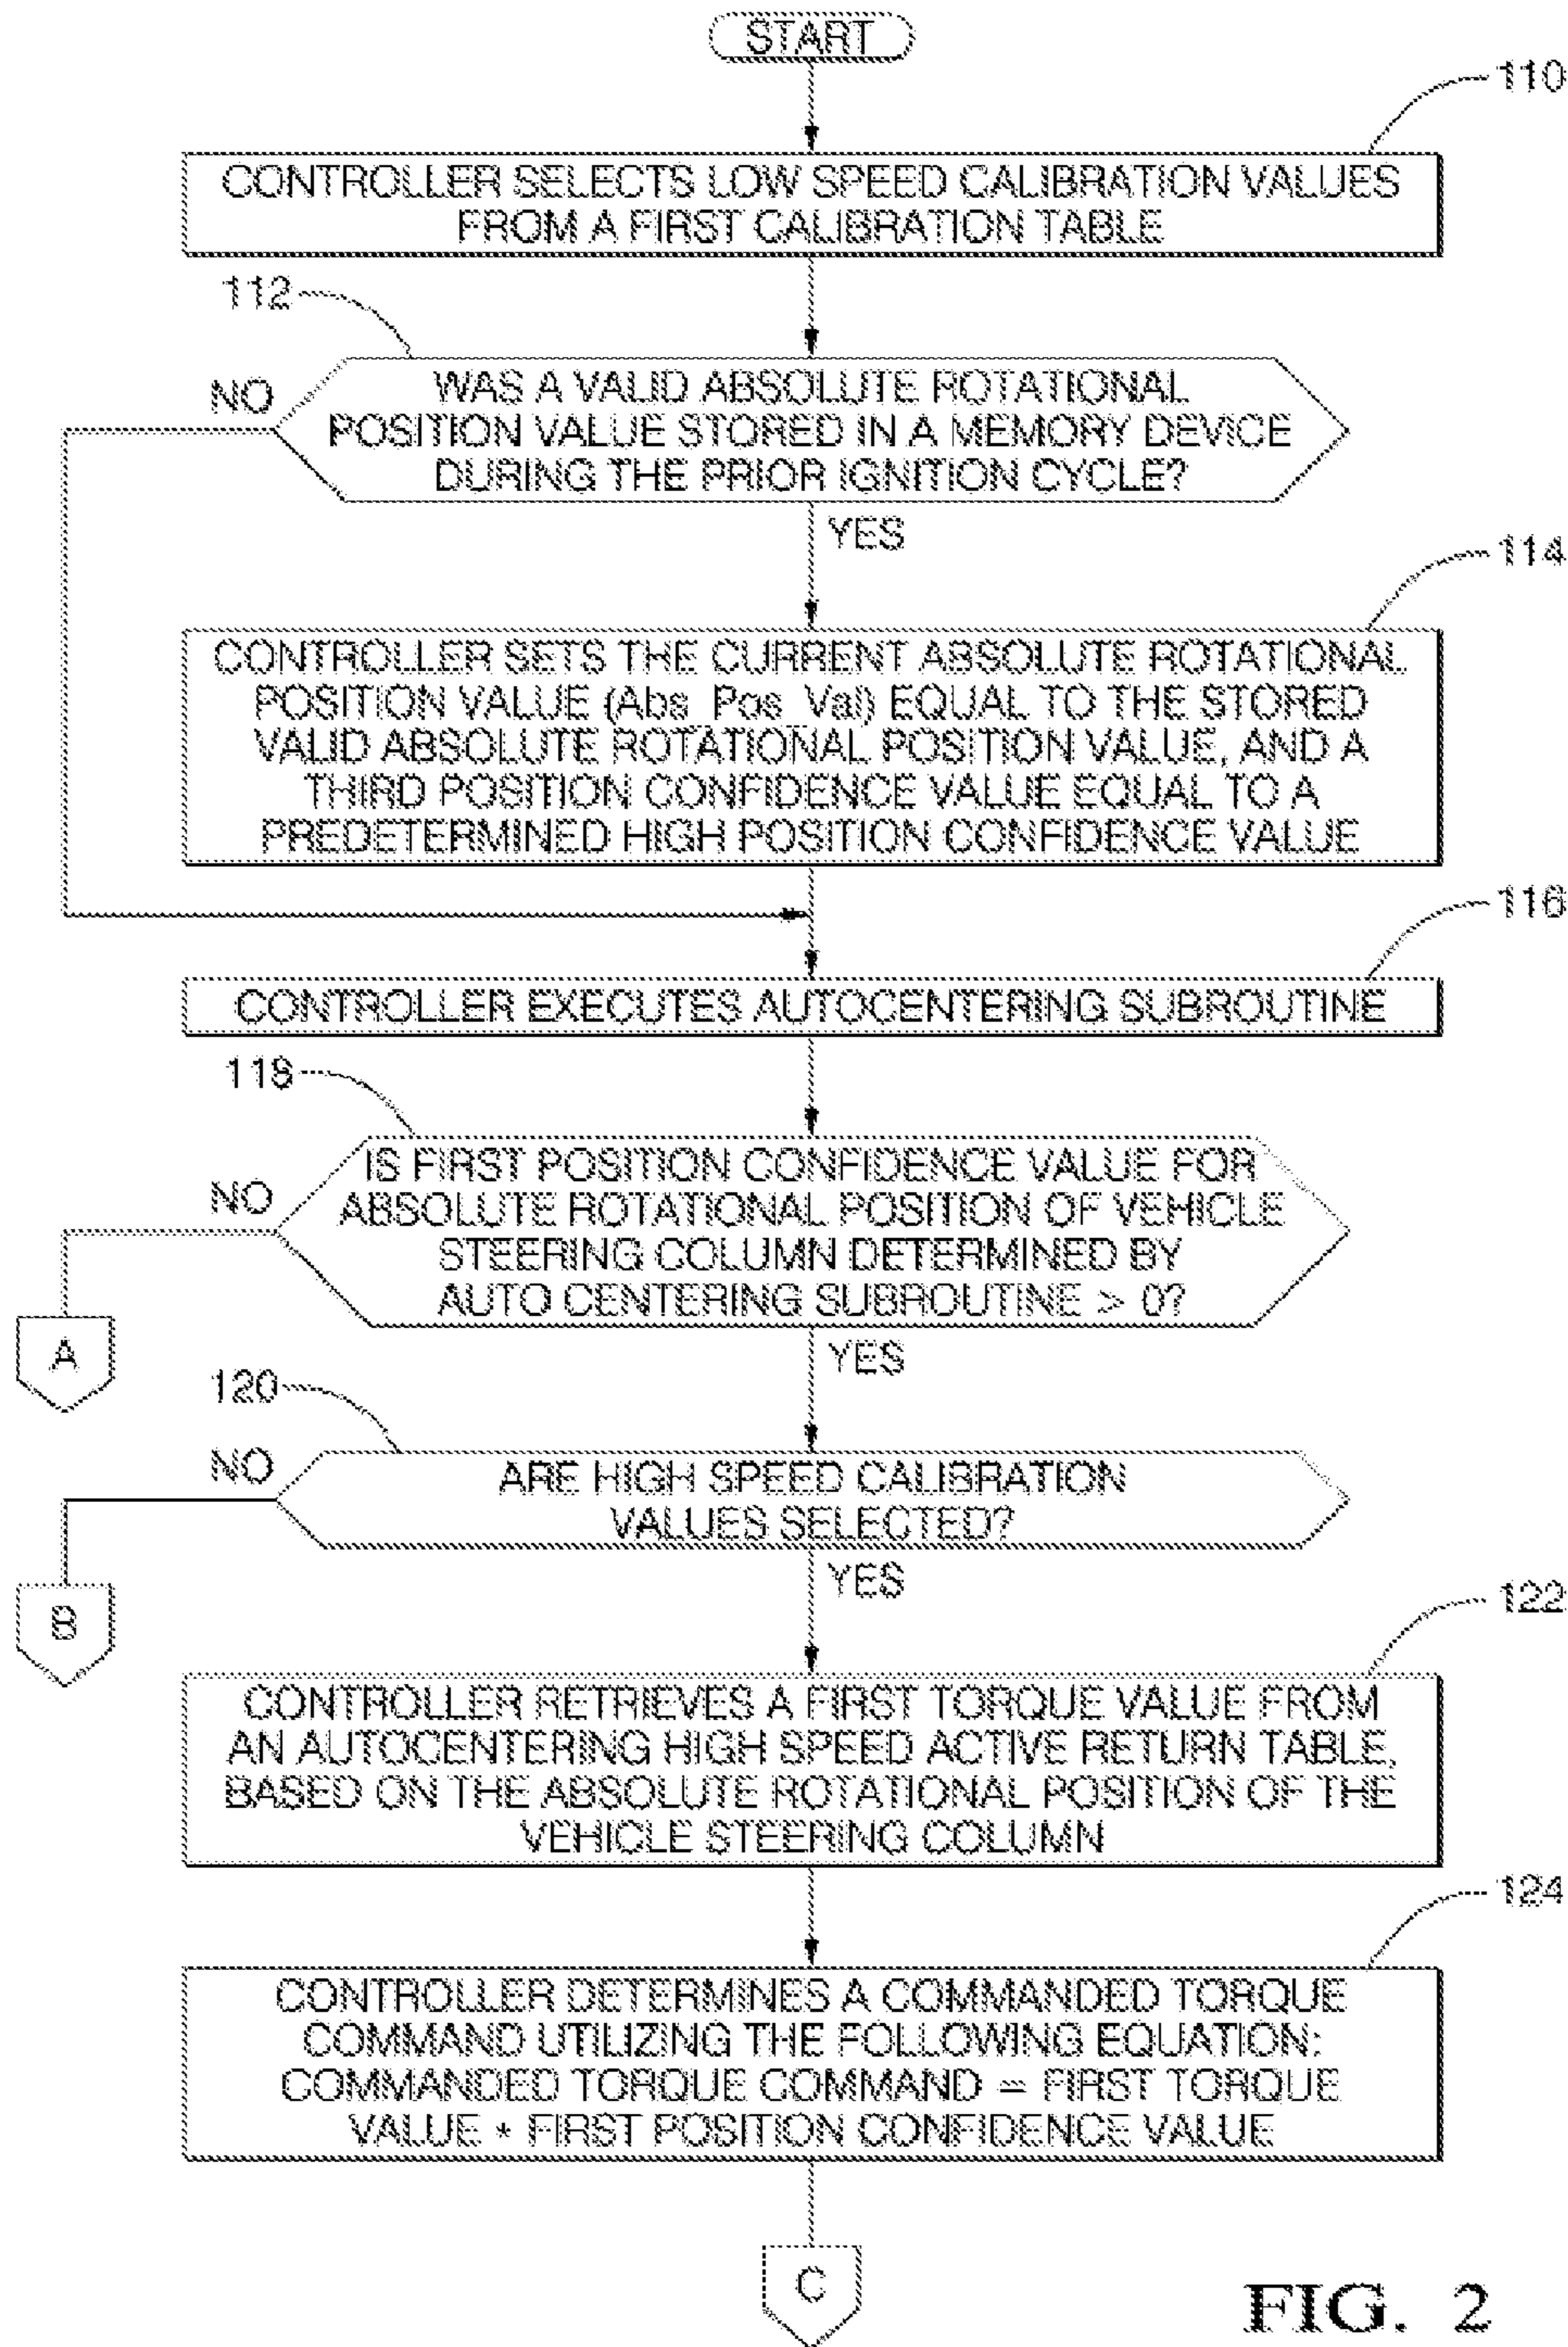 START
110
CONTROLLER SELECTS LOW SPEED CALIBRATION VALUES
FROM A FIRST CALIBRATION TABLE
112
NO
WAS A VALID ABSOLUTE ROTATIONAL
POSITION VALUE STORED IN A MEMORY DEVICE
DURING THE PRIOR IGNITION CYCLE?
YES
114
CONTROLLER SETS THE CURRENT ABSOLUTE ROTATIONAL
POSITION VALUE (Abs_Pos_Val) EQUAL TO THE STORED
VALID ABSOLUTE ROTATIONAL POSITION VALUE, AND A
THIRD POSITION CONFIDENCE VALUE EQUAL TO A
PREDETERMINED HIGH POSITION CONFIDENCE VALUE
116
CONTROLLER EXECUTES AUTOCENTERING SUBROUTINE
118
NO
IS FIRST POSITION CONFIDENCE VALUE FOR
ABSOLUTE ROTATIONAL POSITION OF VEHICLE
STEERING COLUMN DETERMINED BY
AUTO CENTERING SUBROUTINE > 0?
A
YES
120
NO
ARE HIGH SPEED CALIBRATION
VALUES SELECTED?
B
YES
122
CONTROLLER RETRIEVES A FIRST TORQUE VALUE FROM
AN AUTOCENTERING HIGH SPEED ACTIVE RETURN TABLE,
BASED ON THE ABSOLUTE ROTATIONAL POSITION OF THE
VEHICLE STEERING COLUMN
124
CONTROLLER DETERMINES A COMMANDED TORQUE
COMMAND UTILIZING THE FOLLOWING EQUATION:
COMMANDED TORQUE COMMAND = FIRST TORQUE
VALUE * FIRST POSITION CONFIDENCE VALUE
C
FIG. 2